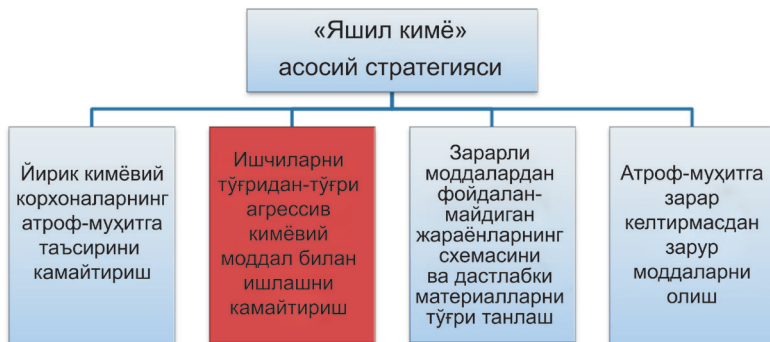 «Яшил кимё»
асосий стратегияси
Йирик кимёвий
корхоналарнинг
атроф-муҳитга
таъсирини
камайтириш
Ишчиларни
тўғридан-тўғри
агрессив
кимёвий
моддал билан
ишлашни
камайтириш
Зарарли
моддалардан
фойдалан-
майдиган
жараёнларнинг
схемасини
ва дастлабки
материалларни
тўғри танлаш
Атроф-муҳитга
зарар
келтирмасдан
зарур
моддаларни
олиш